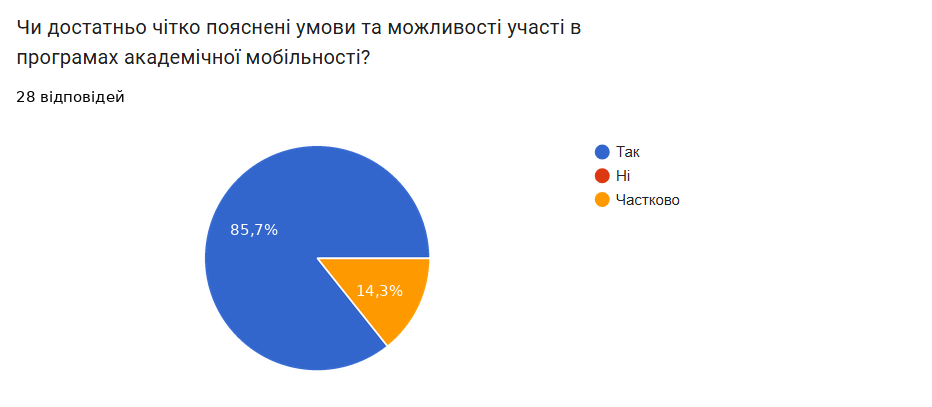 Чи достатньо чітко пояснені умови та можливості участі в
програмах академічної мобільності?
28 відповідей
Так
Ні
Частково
85,7%
14,3%